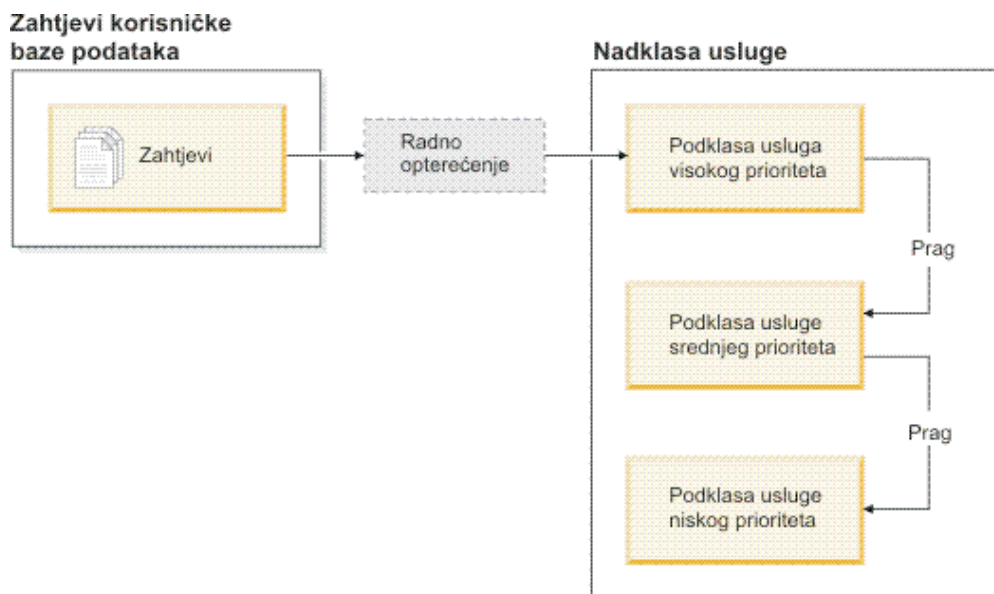 Zahtjevi korisničke
baze podataka
Zahtjevi
Radno
opterećenje
Nadklasa usluge
Podklasa usluga
visokog prioriteta
Prag
Podklasa usluge
srednjeg prioriteta
Prag
Podklasa usluge
niskog prioriteta